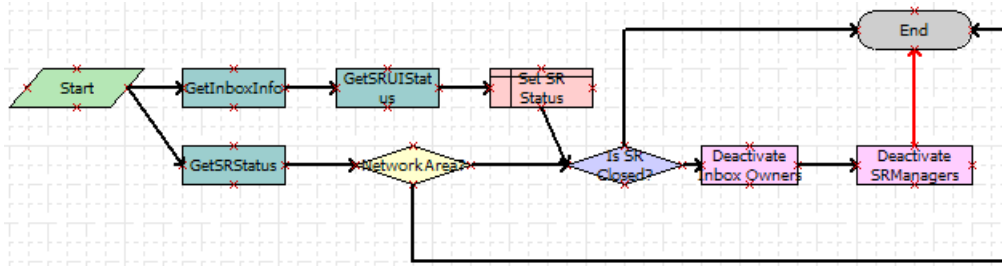 End
Start
GetInboxInfo
GetSRUIStat
us
Set SR
Status
GetSRStatus
NetworkArea?
Is SR
Closed?
Deactivate
Inbox Owners
Deactivate
SRManagers